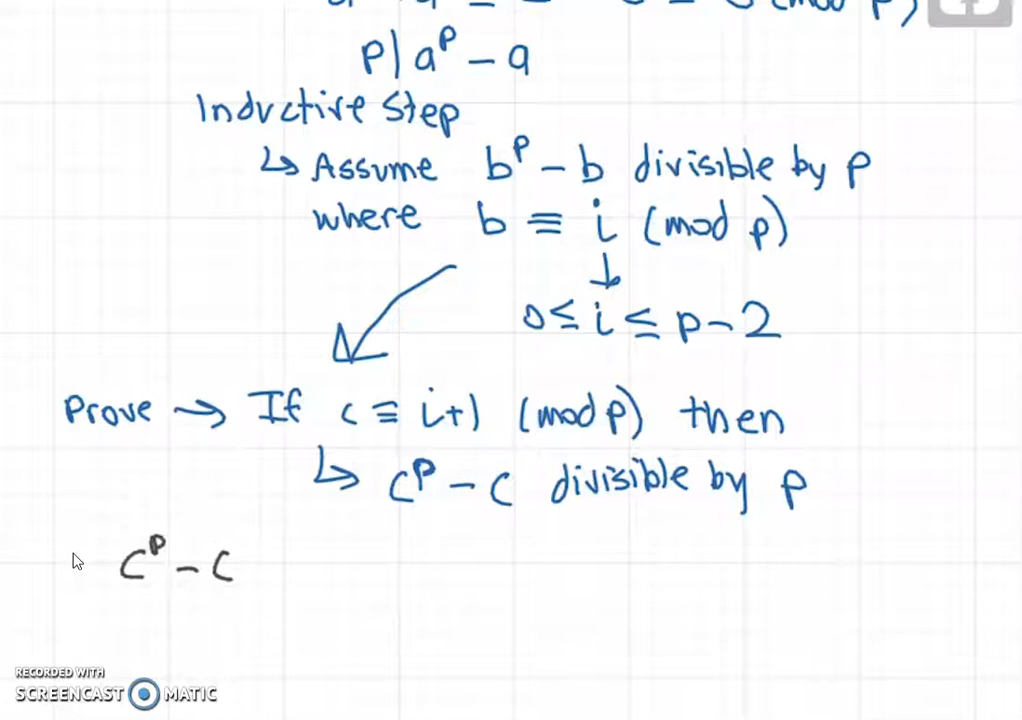 (mod p)
p | a^p - a
Inductive Step
↳ Assume b^p - b divisible by p
where b ≡ i (mod p)
↓
0 ≤ i ≤ p - 2
Prove → If c ≡ i+1 (mod p) then
↳ c^p - c divisible by p
c^p - c
RECORDED WITH
SCREENCAST MATIC